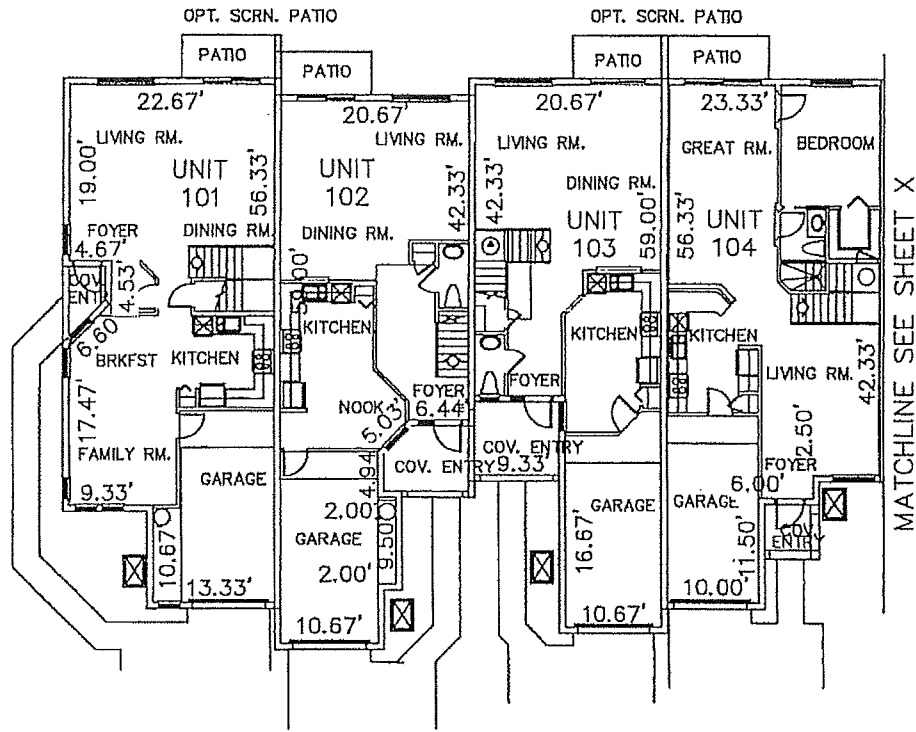 OPT. SCRN. PATIO
OPT. SCRN. PATIO
PATIO
PATIO
PATIO
PATIO
22.67'
20.67'
20.67'
23.33'
LIVING RM.
LIVING RM.
LIVING RM.
GREAT RM.
BEDROOM
19.00'
UNIT
101
56.33'
UNIT
102
42.33'
42.33'
DINING RM.
UNIT
103
59.00'
56.33'
UNIT
104
FOYER
4.67'
DINING RM.
DINING RM.
COV.
ENT
4.53
6.60
BRKFST
KITCHEN
KITCHEN
KITCHEN
KITCHEN
LIVING RM.
42.33'
17.47'
NOOK
5.03'
FOYER
6.44'
FOYER
FAMILY RM.
9.33'
GARAGE
4.94
COV. ENTRY
COV. ENTRY
9.33'
GARAGE
16.67'
GARAGE
FOYER
6.00'
2.50'
COV.
ENTRY
11.50'
10.67'
13.33'
2.00'
GARAGE
9.50
2.00'
10.67'
10.67'
10.00'
MATCHLINE SEE SHEET X